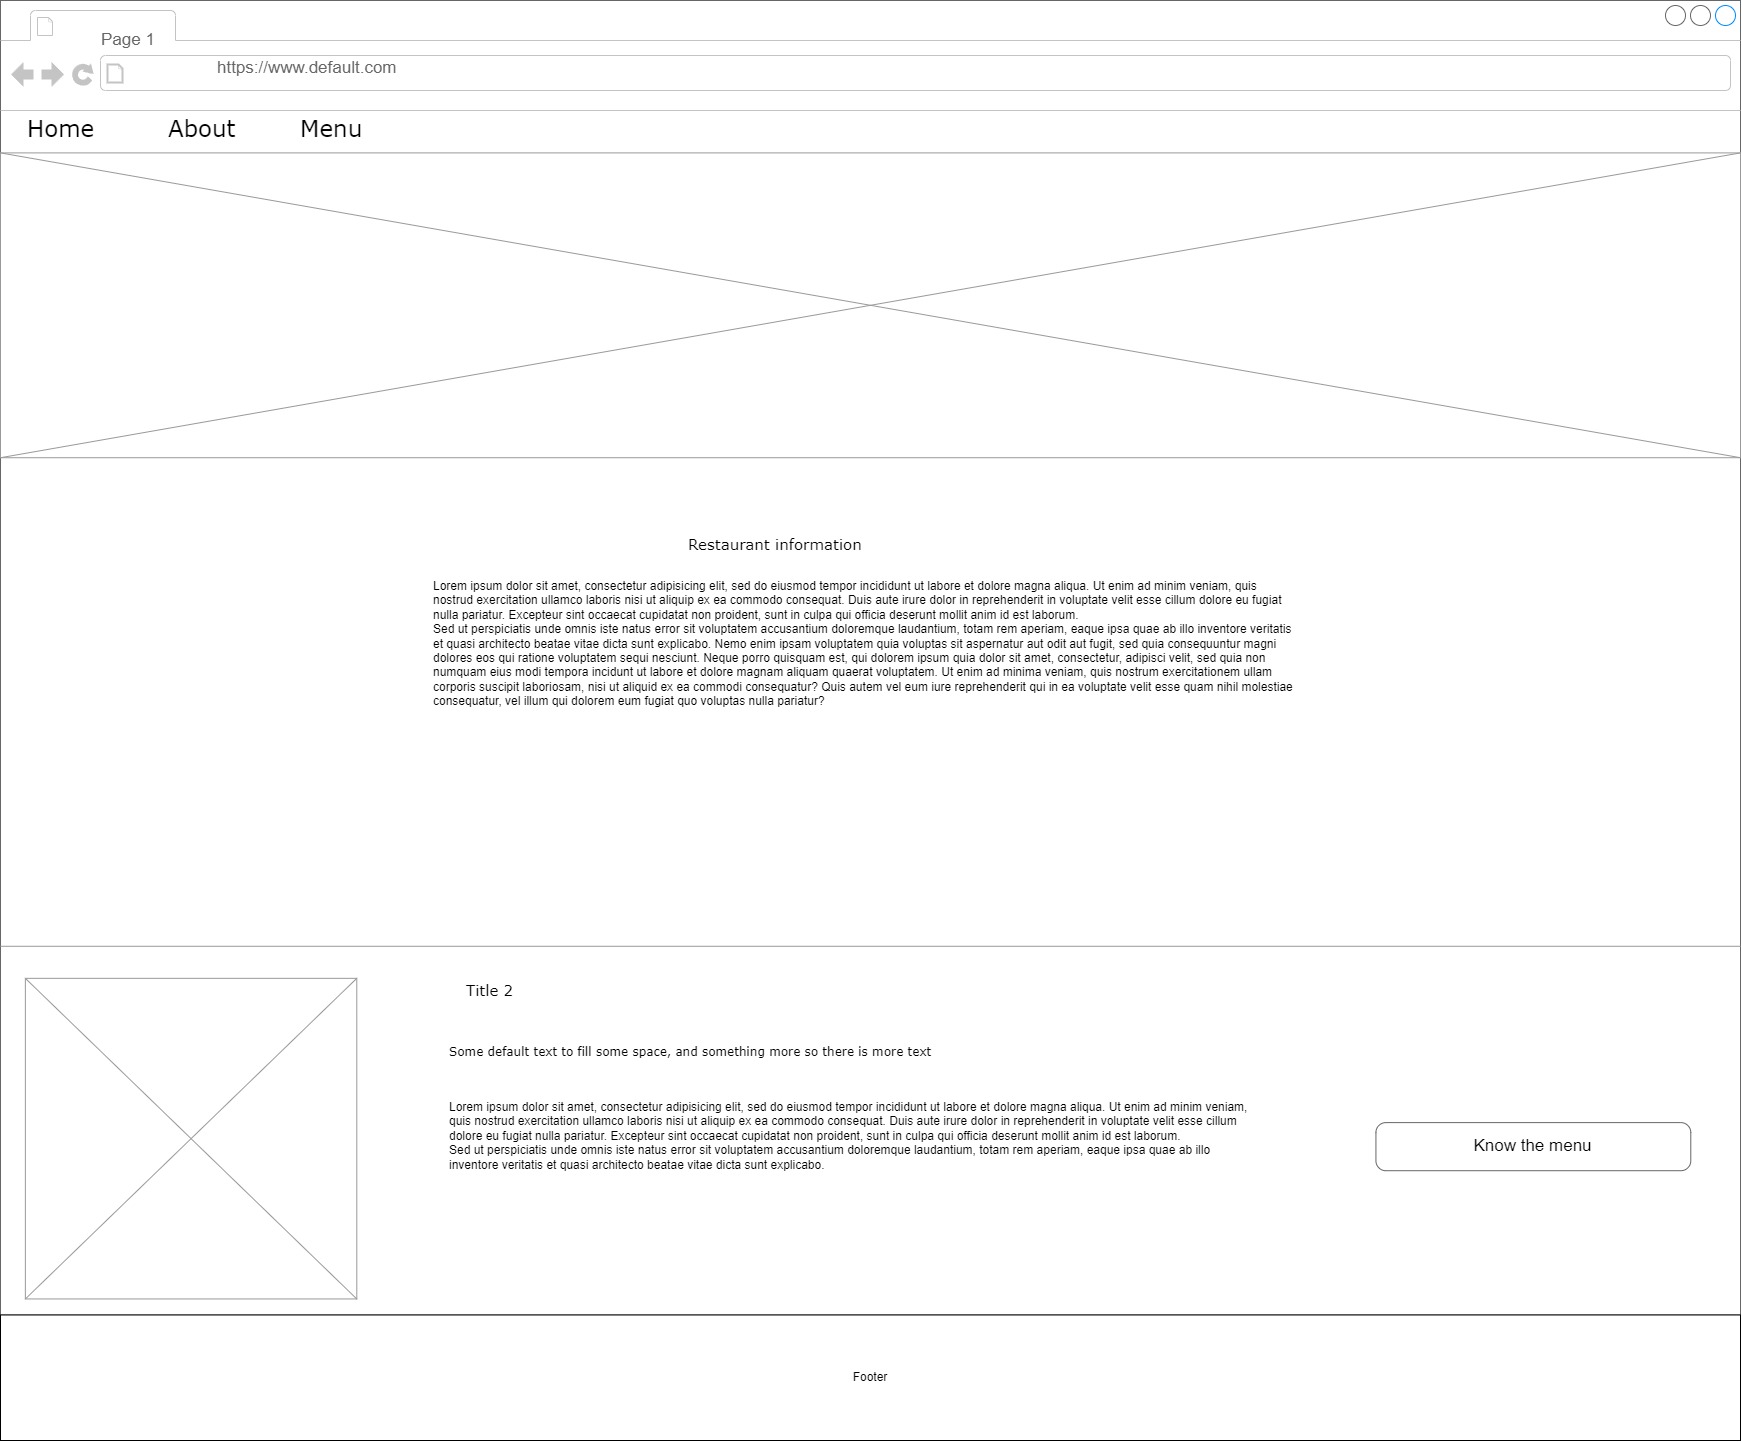 Page 1
https://www.default.com
Home About Menu
Restaurant information
Lorem ipsum dolor sit amet, consectetur adipisicing elit, sed do eiusmod tempor incididunt ut labore et dolore magna aliqua. Ut enim ad minim veniam, quis
nostrud exercitation ullamco laboris nisi ut aliquip ex ea commodo consequat. Duis aute irure dolor in reprehenderit in voluptate velit esse cillum dolore eu fugiat
nulla pariatur. Excepteur sint occaecat cupidatat non proident, sunt in culpa qui officia deserunt mollit anim id est laborum.
Sed ut perspiciatis unde omnis iste natus error sit voluptatem accusantium doloremque laudantium, totam rem aperiam, eaque ipsa quae ab illo inventore veritatis
et quasi architecto beatae vitae dicta sunt explicabo. Nemo enim ipsam voluptatem quia voluptas sit aspernatur aut odit aut fugit, sed quia consequuntur magni
dolores eos qui ratione voluptatem sequi nesciunt. Neque porro quisquam est, qui dolorem ipsum quia dolor sit amet, consectetur, adipisci velit, sed quia non
numquam eius modi tempora incidunt ut labore et dolore magnam aliquam quaerat voluptatem. Ut enim ad minima veniam, quis nostrum exercitationem ullam
corporis suscipit laboriosam, nisi ut aliquid ex ea commodi consequatur? Quis autem vel eum iure reprehenderit qui in ea voluptate velit esse quam nihil molestiae
consequatur, vel illum qui dolorem eum fugiat quo voluptas nulla pariatur?
Title 2
Some default text to fill some space, and something more so there is more text
Lorem ipsum dolor sit amet, consectetur adipisicing elit, sed do eiusmod tempor incididunt ut labore et dolore magna aliqua. Ut enim ad minim veniam,
quis nostrud exercitation ullamco laboris nisi ut aliquip ex ea commodo consequat. Duis aute irure dolor in reprehenderit in voluptate velit esse cillum
dolore eu fugiat nulla pariatur. Excepteur sint occaecat cupidatat non proident, sunt in culpa qui officia deserunt mollit anim id est laborum.
Sed ut perspiciatis unde omnis iste natus error sit voluptatem accusantium doloremque laudantium, totam rem aperiam, eaque ipsa quae ab illo
inventore veritatis et quasi architecto beatae vitae dicta sunt explicabo.
Know the menu
Footer